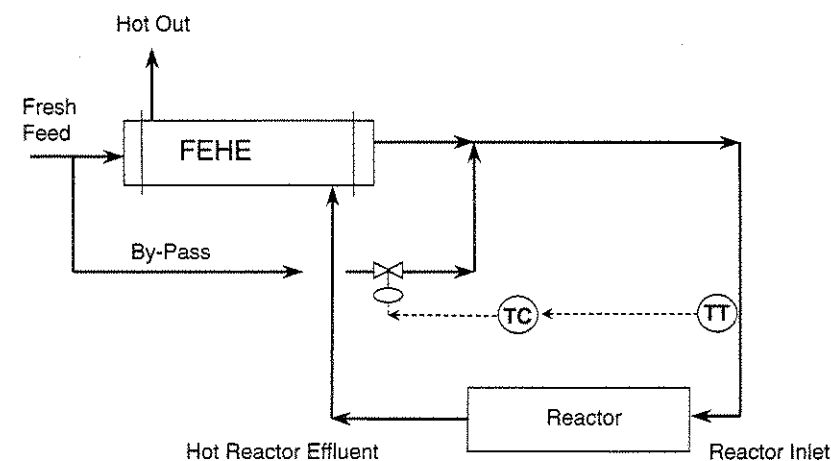 Hot Out
Fresh
Feed
FEHE
By-Pass
TC
TT
Reactor
Hot Reactor Effluent
Reactor Inlet